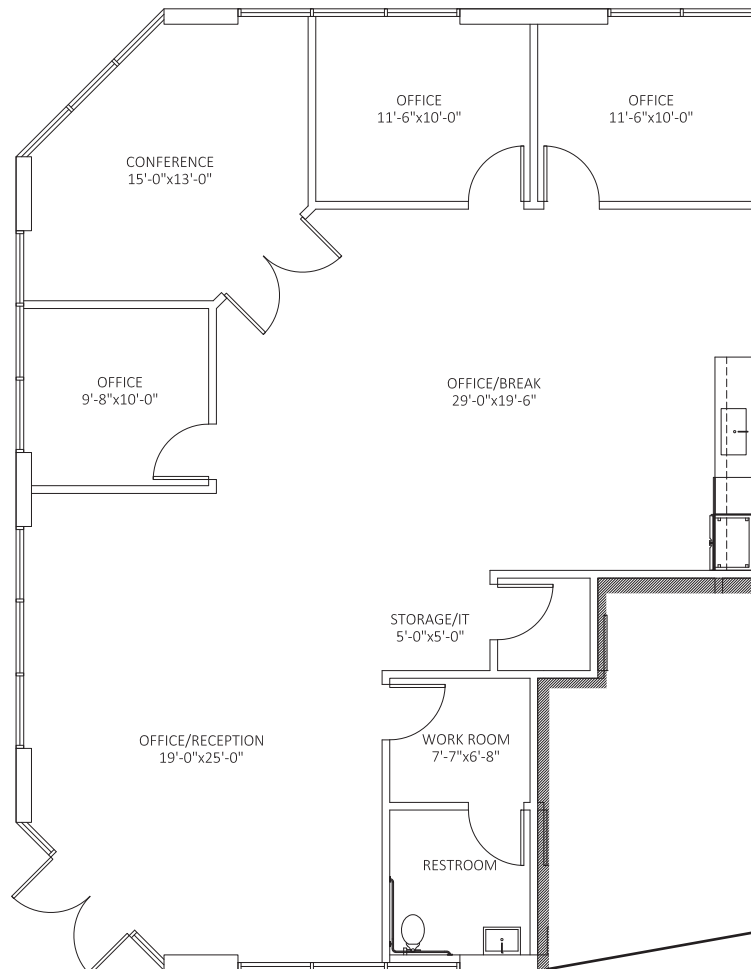 OFFICE
11'-6"x10'-0"
OFFICE
11'-6"x10'-0"
CONFERENCE
15'-0"x13'-0"
OFFICE
9'-8"x10'-0"
OFFICE/BREAK
29'-0"x19'-6"
STORAGE/IT
5'-0"x5'-0"
OFFICE/RECEPTION
19'-0"x25'-0"
WORK ROOM
7'-7"x6'-8"
RESTROOM